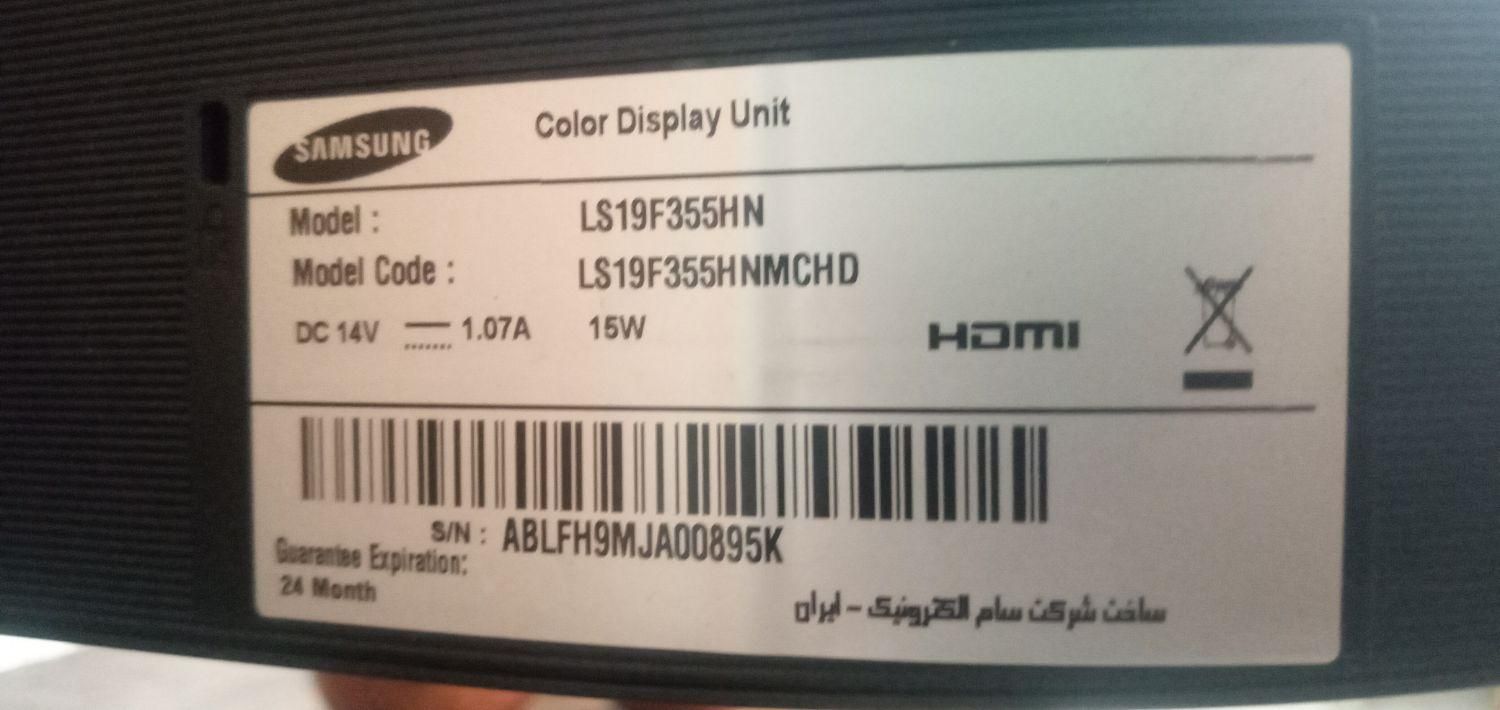 SAMSUNG Color Display Unit
Model : LS19F355HN
Model Code : LS19F355HNMCHD
DC 14V 1.07A 15W HDMI
S/N : ABLFH9MJA00895K
Guarantee Expiration:
24 Month
ساخت شرکت سام الکترونیک - ایران